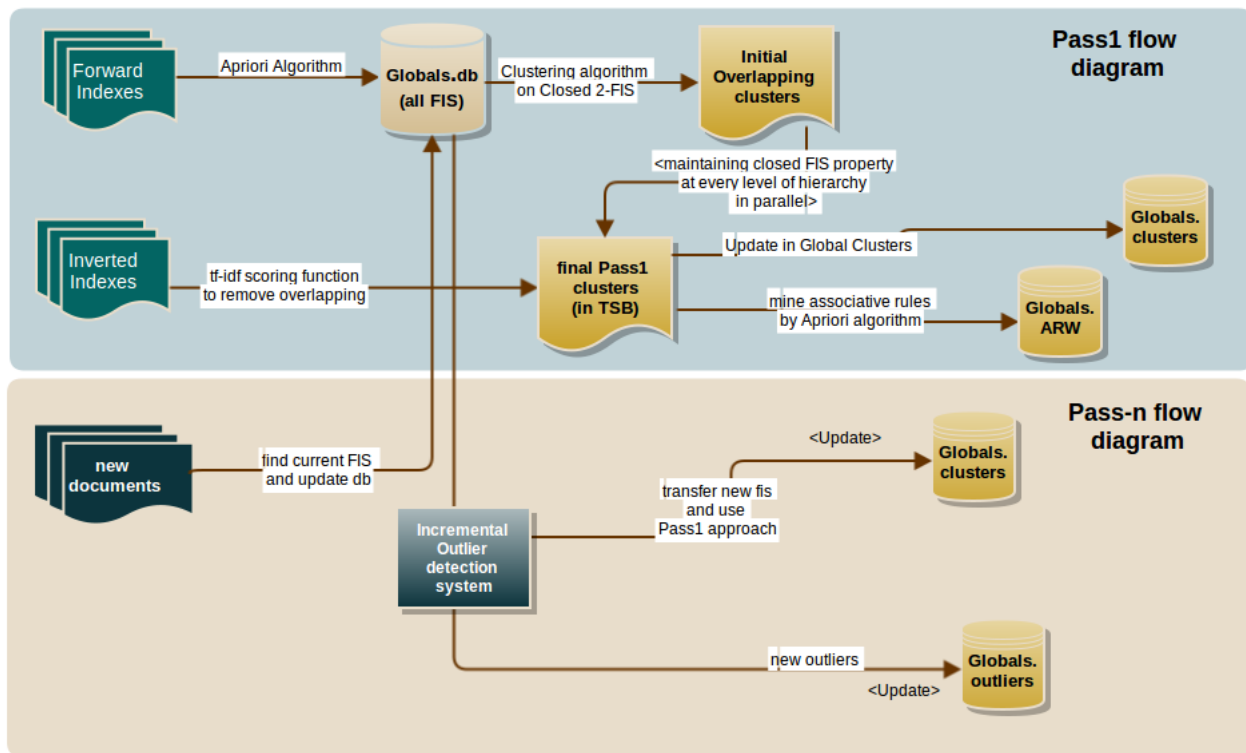 Pass1 flow
diagram
Forward
Indexes
Apriori Algorithm
Globals.db
(all FIS)
Clustering algorithm
on Closed 2-FIS
Initial
Overlapping
clusters
<maintaining closed FIS property
at every level of hierarchy
in parallel>
Inverted
Indexes
tf-idf scoring function
to remove overlapping
final Pass1
clusters
(in TSB)
Update in Global Clusters
Globals.
clusters
mine associative rules
by Apriori algorithm
Globals.
ARW
Pass-n flow
diagram
new
documents
find current FIS
and update db
Incremental
Outlier
detection
system
transfer new fis
and use
Pass1 approach
<Update>
Globals.
clusters
new outliers
<Update>
Globals.
outliers